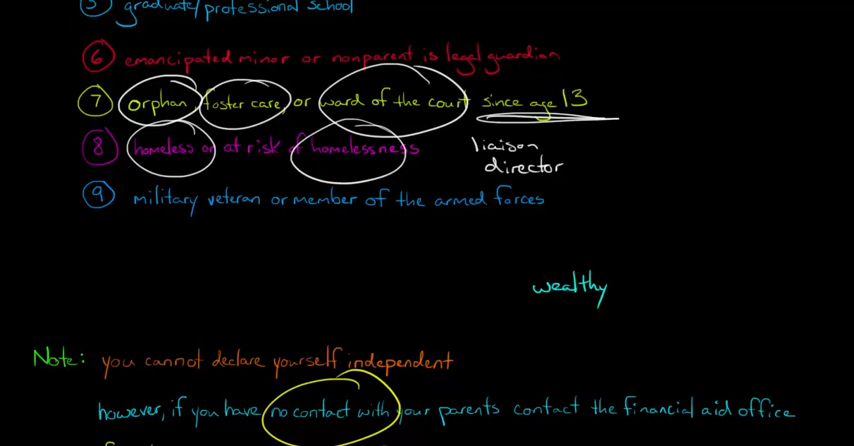 5 graduate/professional school
6 emancipated minor or nonparent is legal guardian
7 orphan, foster care, or ward of the court since age 13
8 homeless or at risk of homelessness liaison
director
9 military veteran or member of the armed forces
wealthy
Note: you cannot declare yourself independent
however, if you have no contact with your parents contact the financial aid office